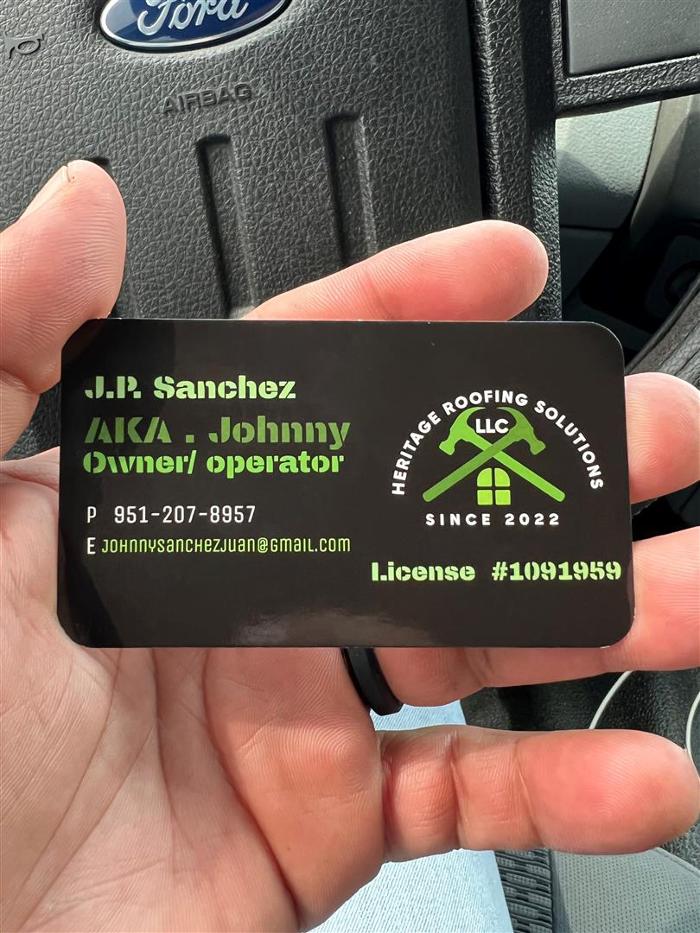 Ford
AIRBAG
J.P. Sanchez
AKA . Johnny
Owner/ operator
P 951-207-8957
E JOHNNYSANCHEZJUAN@GMAIL.COM
HERITAGE ROOFING SOLUTIONS
LLC
SINCE 2022
License #1091959